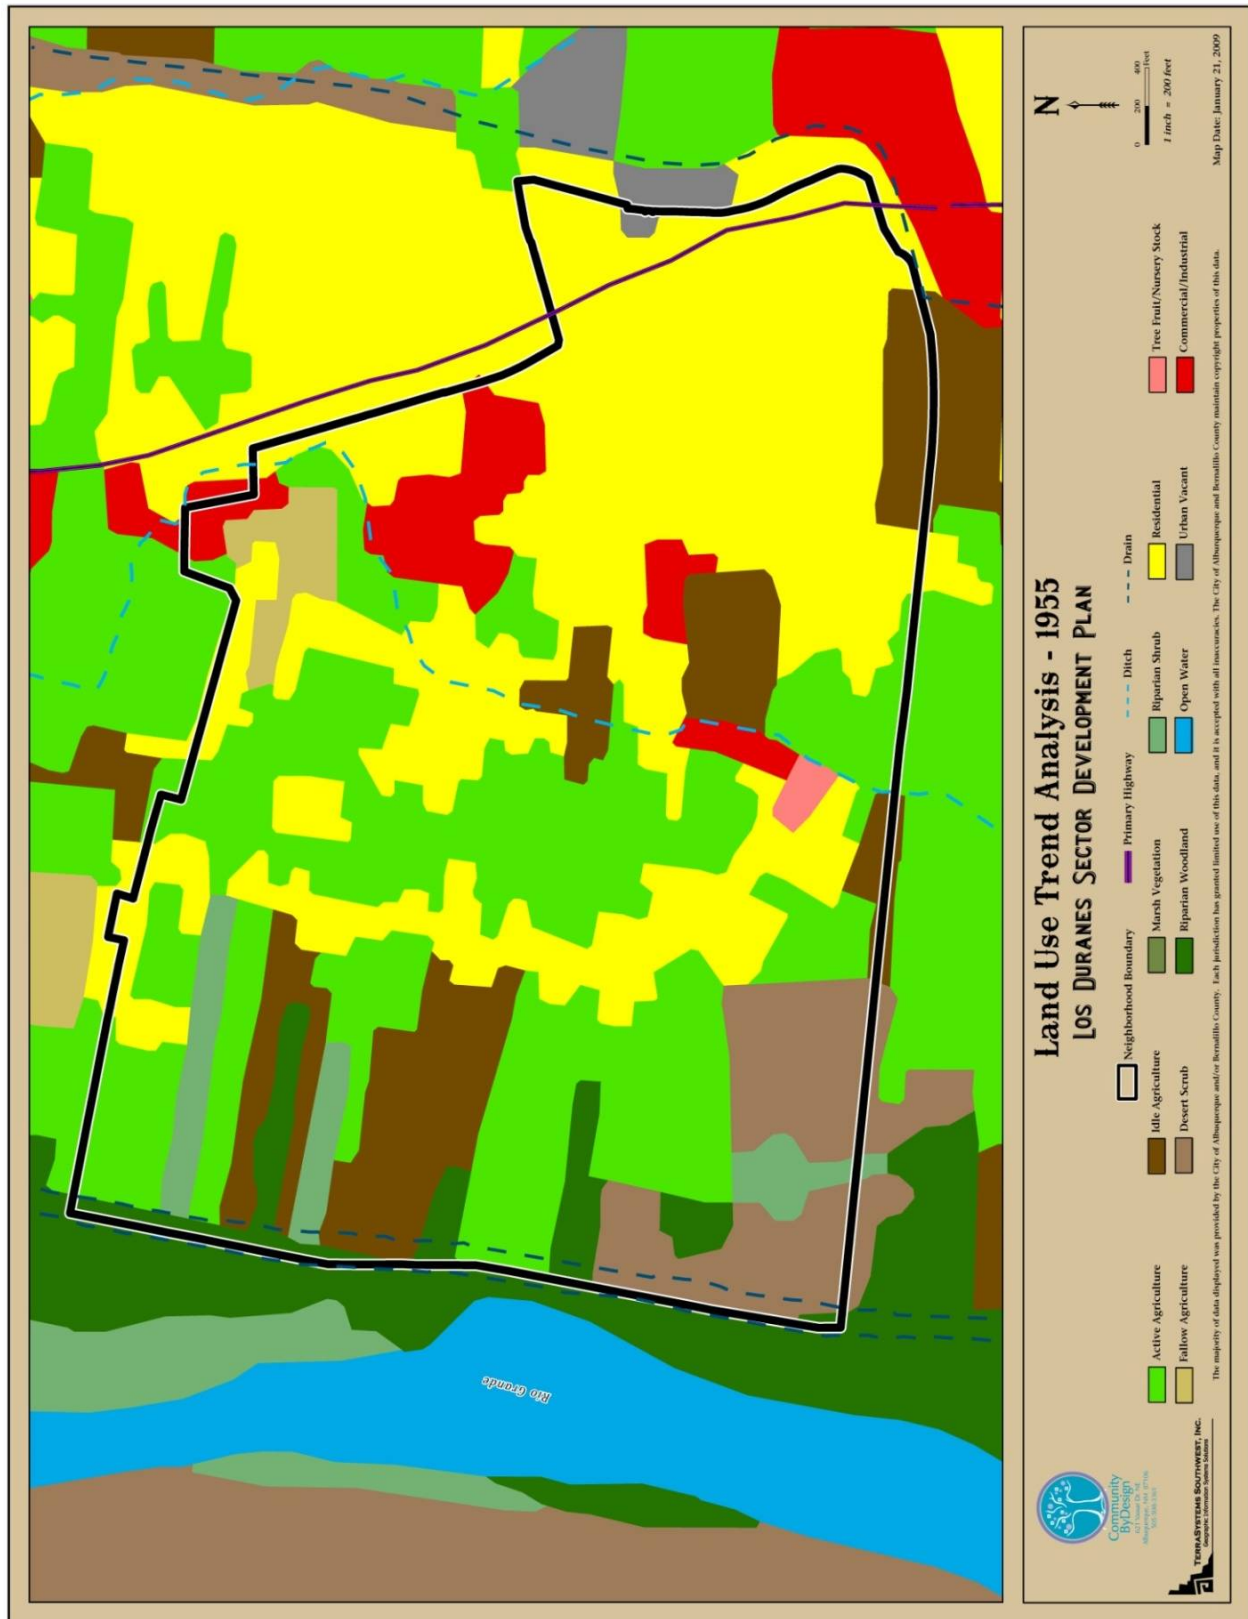 Rio Grande
Land Use Trend Analysis - 1955
LOS DURANES SECTOR DEVELOPMENT PLAN
N
0 200 400
Feet
1 inch = 200 feet
Map Date: January 21, 2009
Neighborhood Boundary
Primary Highway
Ditch
Drain
Active Agriculture
Idle Agriculture
Marsh Vegetation
Riparian Shrub
Residential
Tree Fruit/Nursery Stock
Fallow Agriculture
Desert Scrub
Riparian Woodland
Open Water
Urban Vacant
Commercial/Industrial
The majority of data displayed was provided by the City of Albuquerque and/or Bernalillo County. Each jurisdiction has granted limited use of this data, and it is accepted with all inaccuracies. The City of Albuquerque and Bernalillo County maintain copyright properties of this data.
Community
ByDesign
TERRASYSTEMS SOUTHWEST, INC.
Geographic Information Systems Solutions